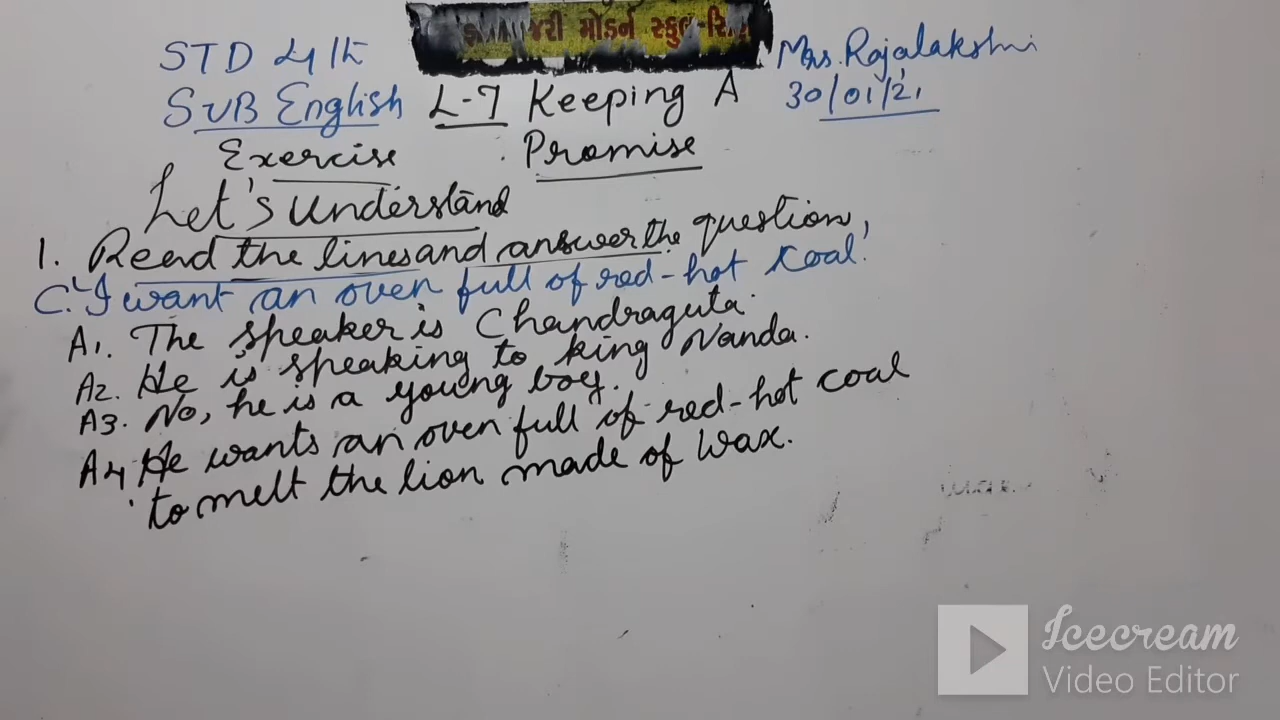 જરી મોડર્ન સ્કુલ-
STD 4th
Mrs. Rajalakshmi
SUB English L-7 Keeping A 30/01/21
Exercise Promise
Let's Understand
1. Read the lines and answer the question,
C. "I want an oven full of red-hot coal!
A1. The speaker is Chandraguta.
A2. He is speaking to king Nanda.
A3. No, he is a young boy.
A4 He wants an oven full of red-hot coal
to melt the lion made of wax.
Icecream
Video Editor